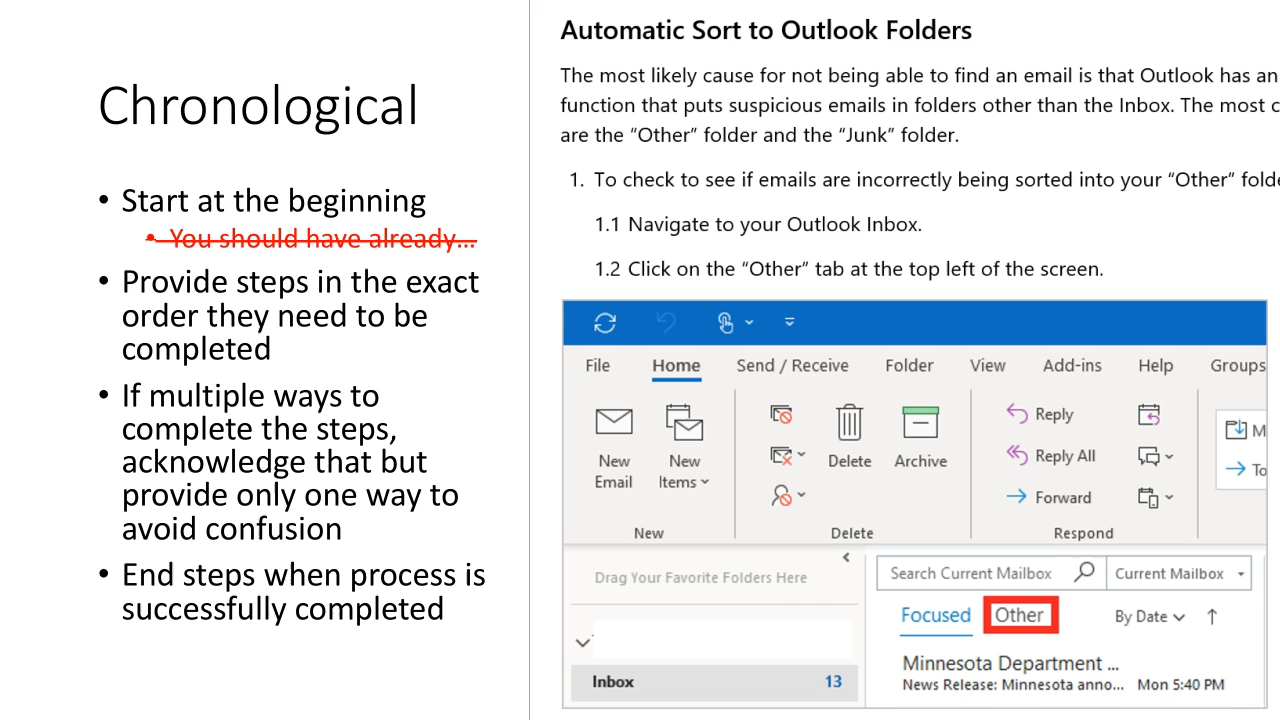 Chronological
• Start at the beginning
• You should have already...
• Provide steps in the exact
order they need to be
completed
• If multiple ways to
complete the steps,
acknowledge that but
provide only one way to
avoid confusion
• End steps when process is
successfully completed
Automatic Sort to Outlook Folders
The most likely cause for not being able to find an email is that Outlook has an
function that puts suspicious emails in folders other than the Inbox. The most
are the “Other” folder and the “Junk” folder.
1. To check to see if emails are incorrectly being sorted into your “Other”
1.1 Navigate to your Outlook Inbox.
1.2 Click on the “Other” tab at the top left of the screen.
File Home Send / Receive Folder View Add-ins Help Groups
New Email
New Items
Delete
Archive
Reply
Reply All
Forward
New Delete Respond
Drag Your Favorite Folders Here
Search Current Mailbox Current Mailbox
Focused Other By Date
Minnesota Department ...
News Release: Minnesota anno... Mon 5:40 PM
Inbox 13